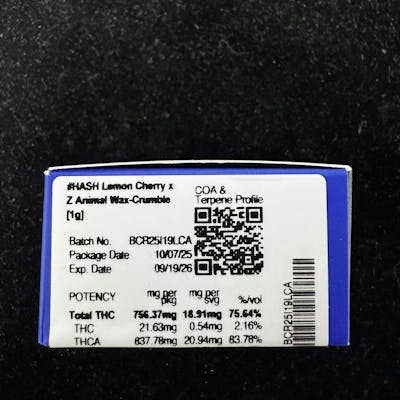 #HASH Lemon Cherry x
Z Animal Wax-Crumble
[1g]
COA &
Terpene Profile
Batch No. BCR25I19LCA
Package Date 10/07/25
Exp. Date 09/19/26
POTENCY mg per pkg mg per svg %/vol
Total THC 756.37mg 18.91mg 75.64%
THC 21.63mg 0.54mg 2.16%
THCA 837.78mg 20.94mg 83.78%
BCR25I19LCA